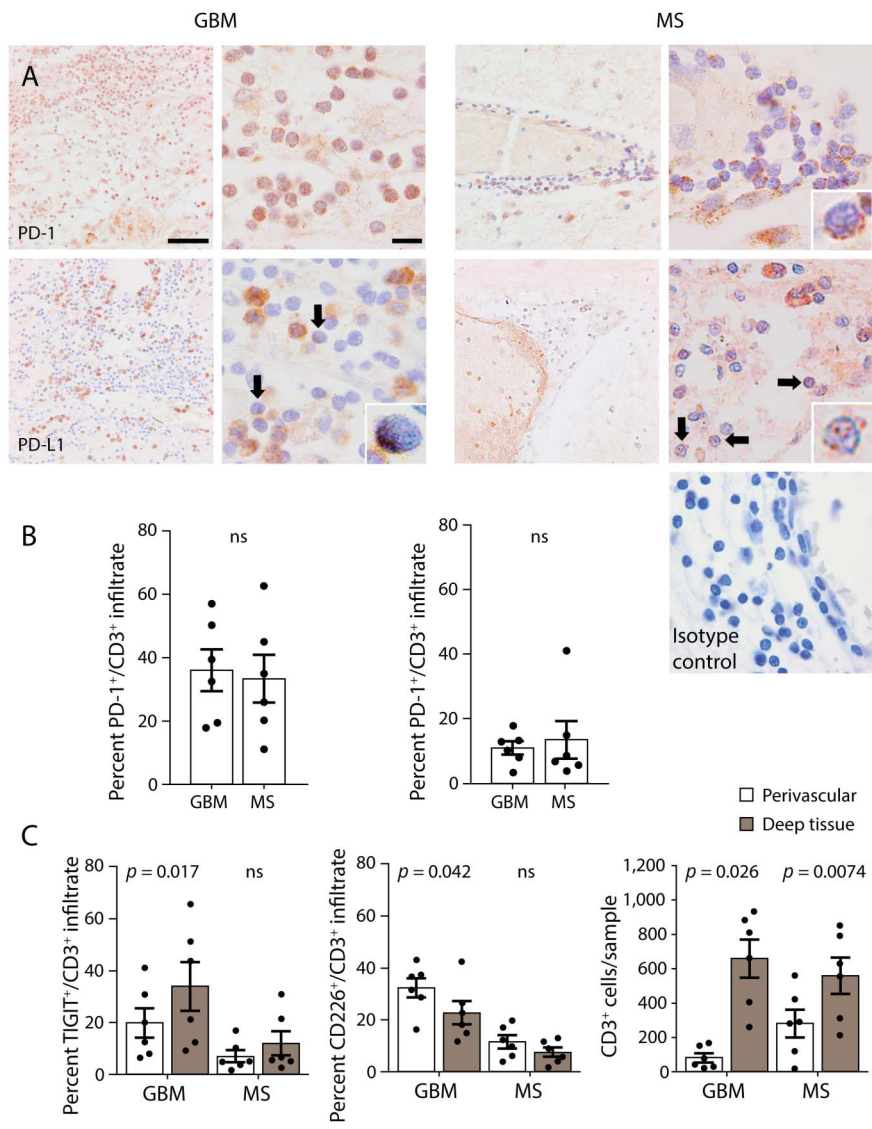 GBM
MS
A
PD-1
PD-L1
Isotype
control
B
Percent PD-1⁺/CD3⁺ infiltrate
80
60
40
20
0
ns
GBM
MS
Percent PD-1⁺/CD3⁺ infiltrate
80
60
40
20
0
ns
GBM
MS
Perivascular
Deep tissue
C
Percent TIGIT⁺/CD3⁺ infiltrate
80
60
40
20
0
p = 0.017
ns
GBM
MS
Percent CD226⁺/CD3⁺ infiltrate
80
60
40
20
0
p = 0.042
ns
GBM
MS
CD3⁺ cells/sample
1,200
1,000
800
600
400
200
0
p = 0.026
p = 0.0074
GBM
MS